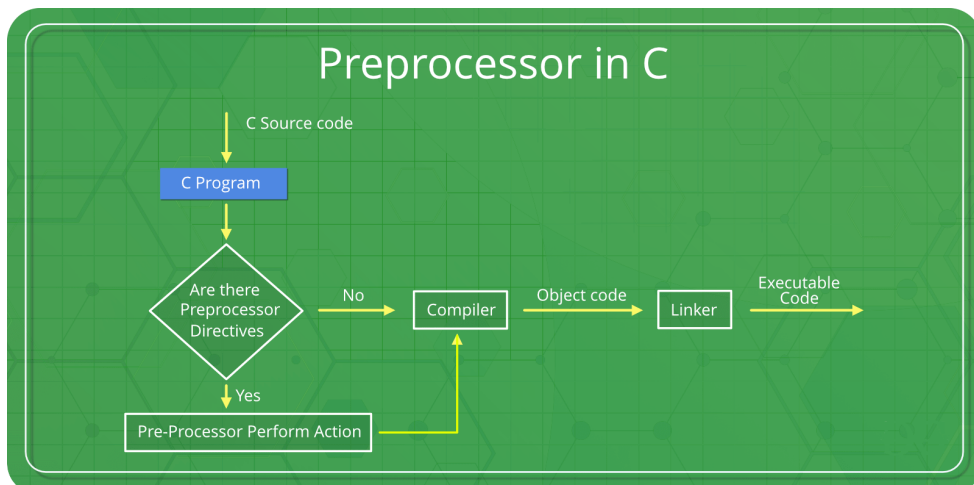 Preprocessor in C
C Source code
C Program
Are there
Preprocessor
Directives
No
Compiler
Object code
Linker
Executable
Code
Yes
Pre-Processor Perform Action